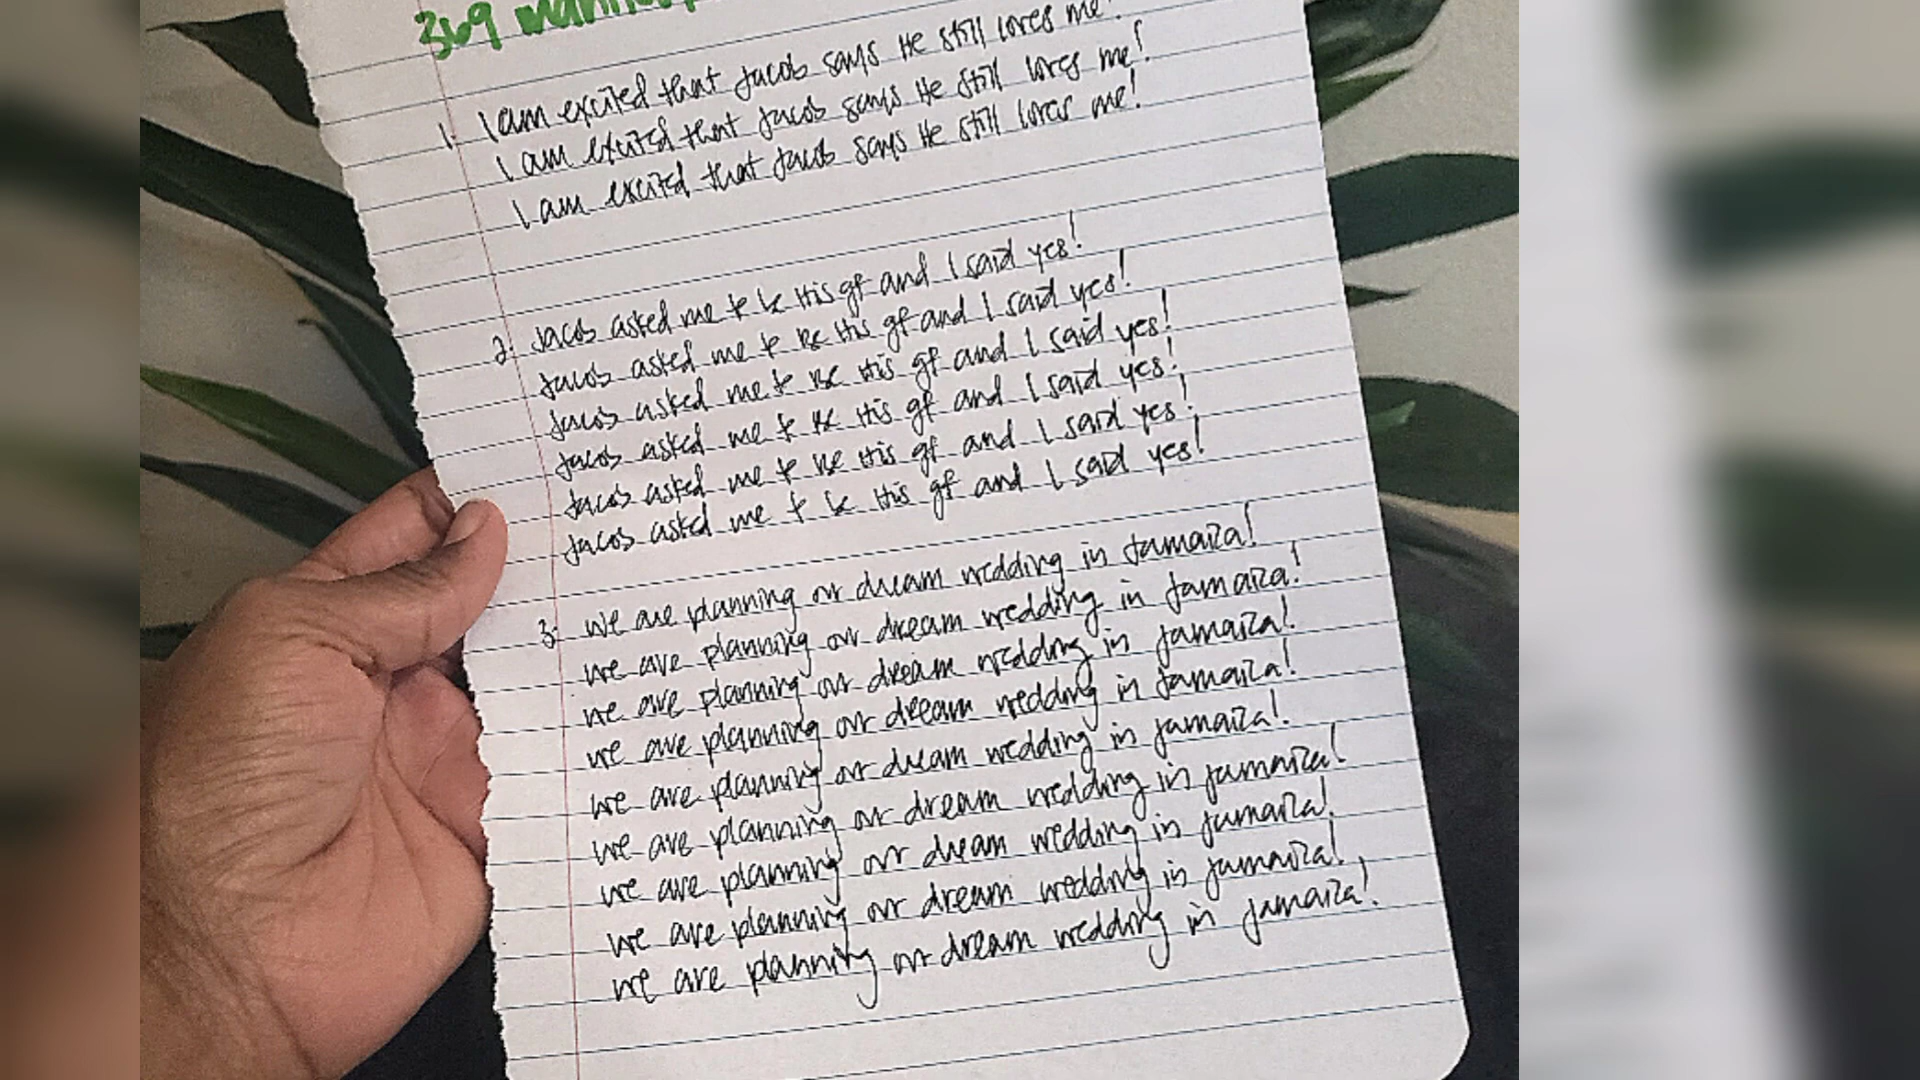 369
1. I am excited that Jacob says He still loves me!
I am excited that Jacob says He still loves me!
I am excited that Jacob says He still loves me!
2. Jacob asked me to be His gf and I said yes!
Jacob asked me to be His gf and I said yes!
Jacob asked me to be His gf and I said yes!
Jacob asked me to be His gf and I said yes!
Jacob asked me to be His gf and I said yes!
Jacob asked me to be His gf and I said yes!
3. We are planning our dream wedding in Jamaica!
We are planning our dream wedding in Jamaica!
We are planning our dream wedding in Jamaica!
We are planning our dream wedding in Jamaica!
We are planning our dream wedding in Jamaica!
We are planning our dream wedding in Jamaica!
We are planning our dream wedding in Jamaica!
We are planning our dream wedding in Jamaica!
We are planning our dream wedding in Jamaica!